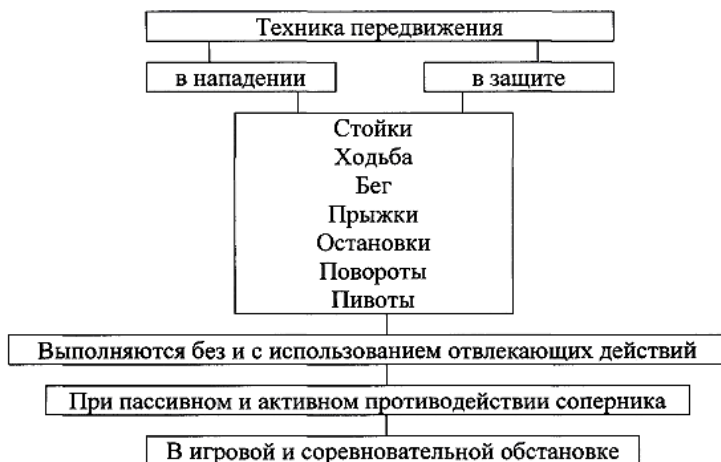 Техника передвижения
в нападении
в защите
Стойки
Ходьба
Бег
Прыжки
Остановки
Повороты
Пивоты
Выполняются без и с использованием отвлекающих действий
При пассивном и активном противодействии соперника
В игровой и соревновательной обстановке